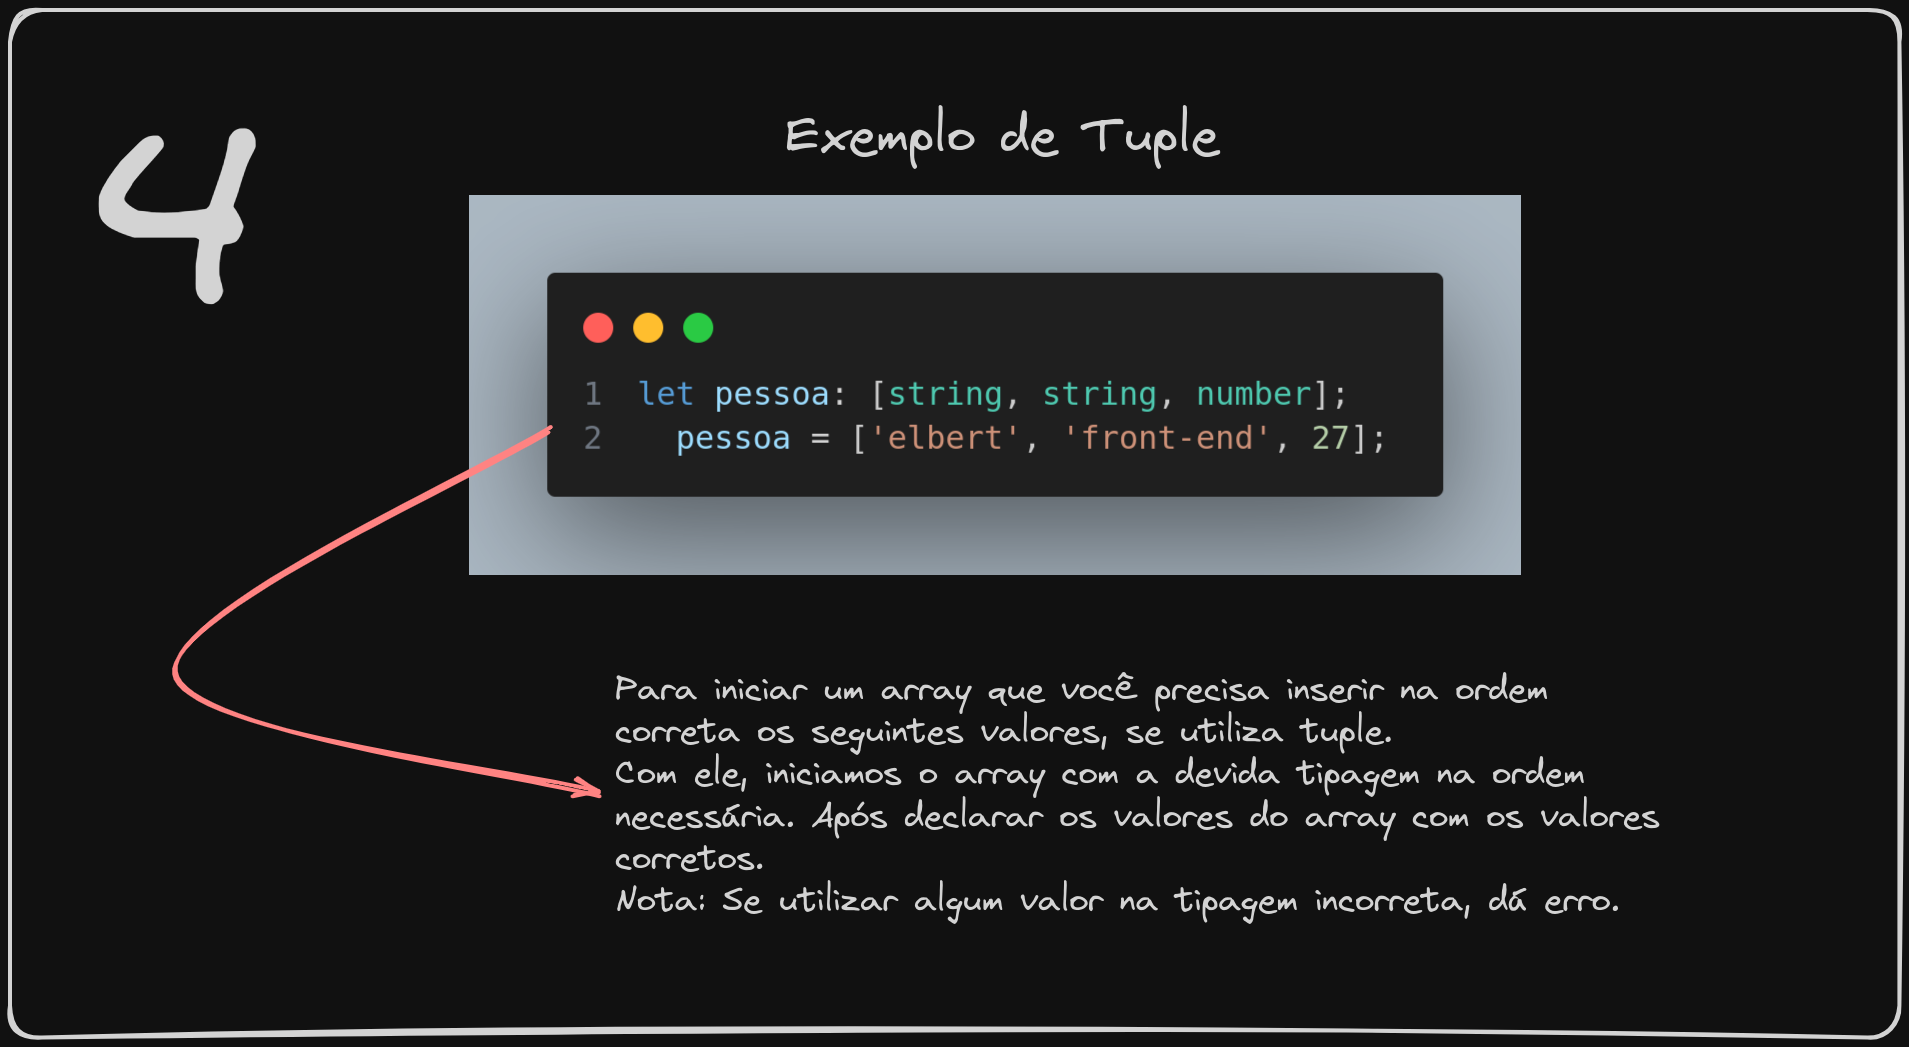 4
Exemplo de Tuple
1 let pessoa: [string, string, number];
2 pessoa = ['elbert', 'front-end', 27];
Para iniciar um array que você precisa inserir na ordem
correta os seguintes valores, se utiliza tuple.
Com ele, iniciamos o array com a devida tipagem na ordem
necessária. Após declarar os valores do array com os valores
corretos.
Nota: Se utilizar algum valor na tipagem incorreta, dá erro.